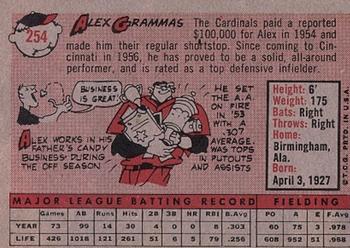 254
ALEX GRAMMAS
The Cardinals paid a reported
$100,000 for Alex in 1954 and
made him their regular shortstop. Since coming to Cin-
cinnati in 1956, he has proved to be a solid, all-around
performer, and is rated as a top defensive infielder.
BUSINESS
IS GREAT!
ALEX WORKS IN HIS
FATHER'S CANDY
BUSINESS DURING
THE OFF SEASON
HE SET
THE A.A.
ON FIRE
IN '53
WITH A
.307
AVERAGE.
WAS TOPS
IN PUTOUTS
AND ASSISTS
Height: 6'
Weight: 175
Bats: Right
Throws: Right
Home:
Birmingham,
Ala.
Born:
April 3, 1927
© T.C.G. PRTD. IN U.S.A.
MAJOR LEAGUE BATTING RECORD FIELDING
Games AB Runs Hits 2B 3B HR RBI B.Avg. PO A E F.Avg.
YEAR 73 99 14 30 4 0 0 8 .303 60 75 3 .978
LIFE 426 1018 121 261 51 6 5 79 .256